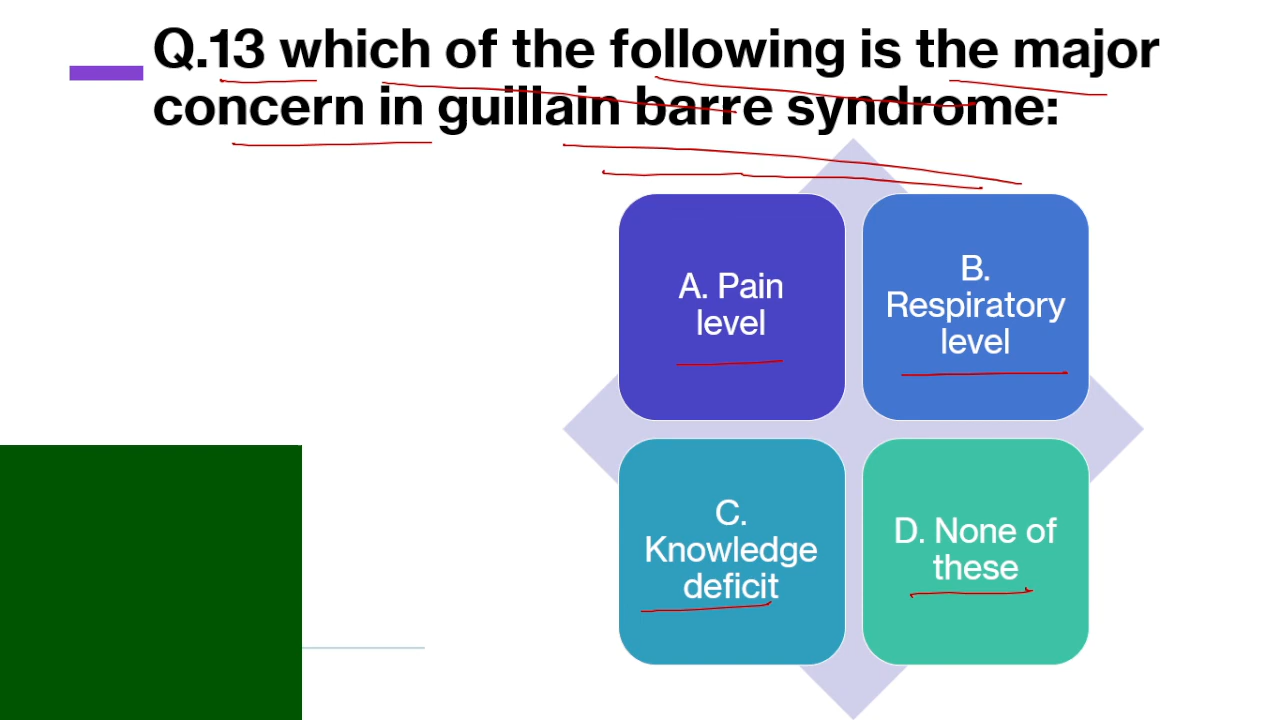 Q.13 which of the following is the major
concern in guillain barre syndrome:
A. Pain
level
B.
Respiratory
level
C.
Knowledge
deficit
D. None of
these